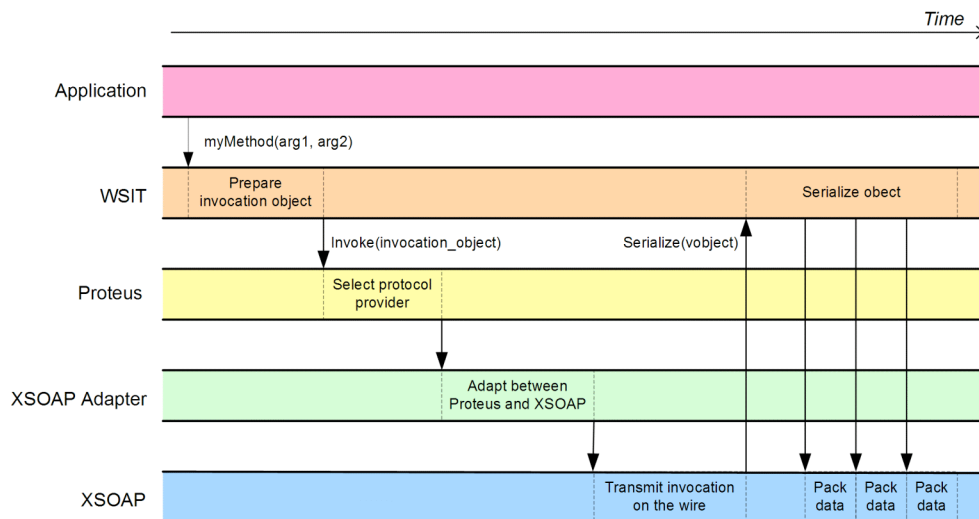 Time
Application
myMethod(arg1, arg2)
WSIT
Prepare
invocation object
Serialize obect
Invoke(invocation_object)
Serialize(vobject)
Proteus
Select protocol
provider
XSOAP Adapter
Adapt between
Proteus and XSOAP
XSOAP
Transmit invocation
on the wire
Pack
data
Pack
data
Pack
data